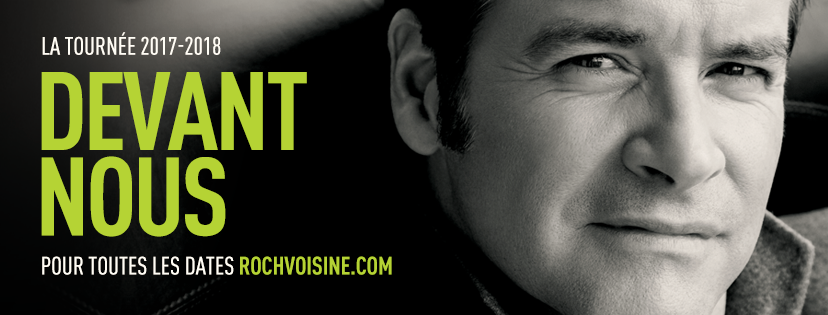 LA TOURNÉE 2017-2018
DEVANT
NOUS
POUR TOUTES LES DATES ROCHVOISINE.COM